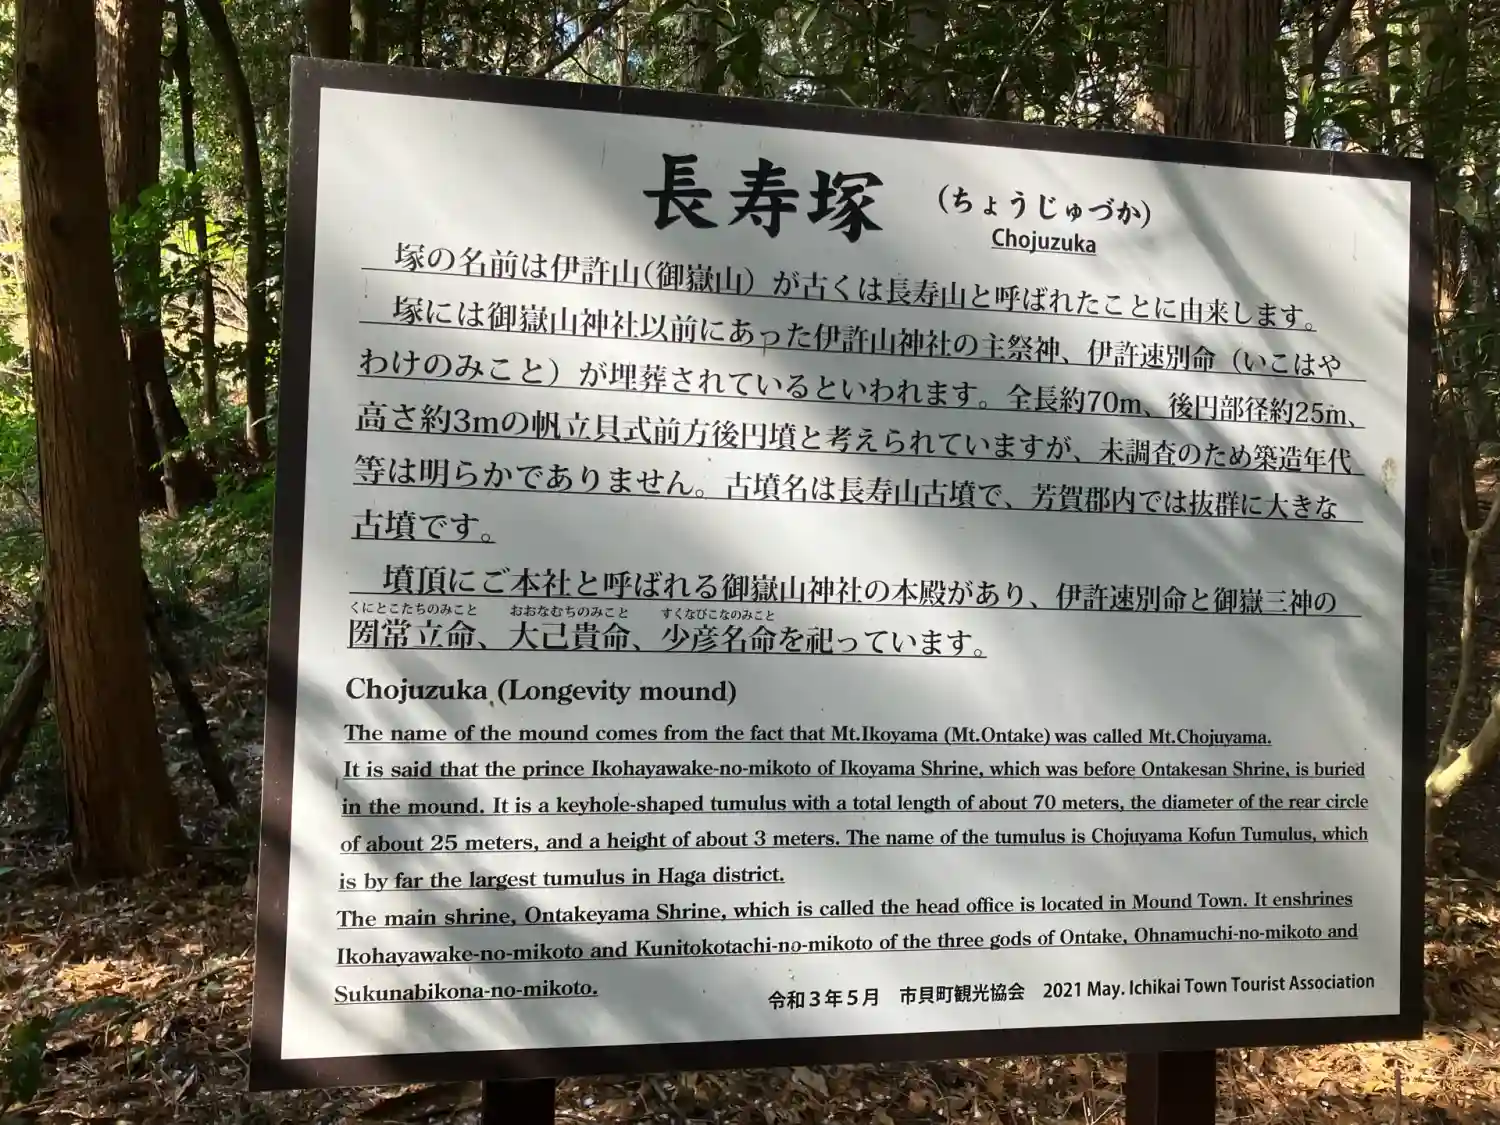 長寿塚 (ちょうじゅづか)
Chojuzuka
塚の名前は伊許山(御嶽山)が古くは長寿山と呼ばれたことに由来します。
塚には御嶽山神社以前にあった伊許山神社の主祭神、伊許速別命(いこはや
わけのみこと)が埋葬されているといわれます。全長約70m、後円部径約25m、
高さ約3mの帆立貝式前方後円墳と考えられていますが、未調査のため築造年代
等は明らかでありません。古墳名は長寿山古墳で、芳賀郡内では抜群に大きな
古墳です。
墳頂にご本社と呼ばれる御嶽山神社の本殿があり、伊許速別命と御嶽三神の
くにとこたちのみこと おおなむちのみこと すくなびこなのみこと
圀常立命、大己貴命、少彦名命を祀っています。
Chojuzuka (Longevity mound)
The name of the mound comes from the fact that Mt.Ikoyama (Mt.Ontake) was called Mt.Chojuyama.
It is said that the prince Ikohayawake-no-mikoto of Ikoyama Shrine, which was before Ontakesan Shrine, is buried
in the mound. It is a keyhole-shaped tumulus with a total length of about 70 meters, the diameter of the rear circle
of about 25 meters, and a height of about 3 meters. The name of the tumulus is Chojuyama Kofun Tumulus, which
is by far the largest tumulus in Haga district.
The main shrine, Ontakeyama Shrine, which is called the head office is located in Mound Town. It enshrines
Ikohayawake-no-mikoto and Kunitokotachi-no-mikoto of the three gods of Ontake, Ohnamuchi-no-mikoto and
Sukunabikona-no-mikoto.
令和3年5月 市貝町観光協会 2021 May. Ichikai Town Tourist Association